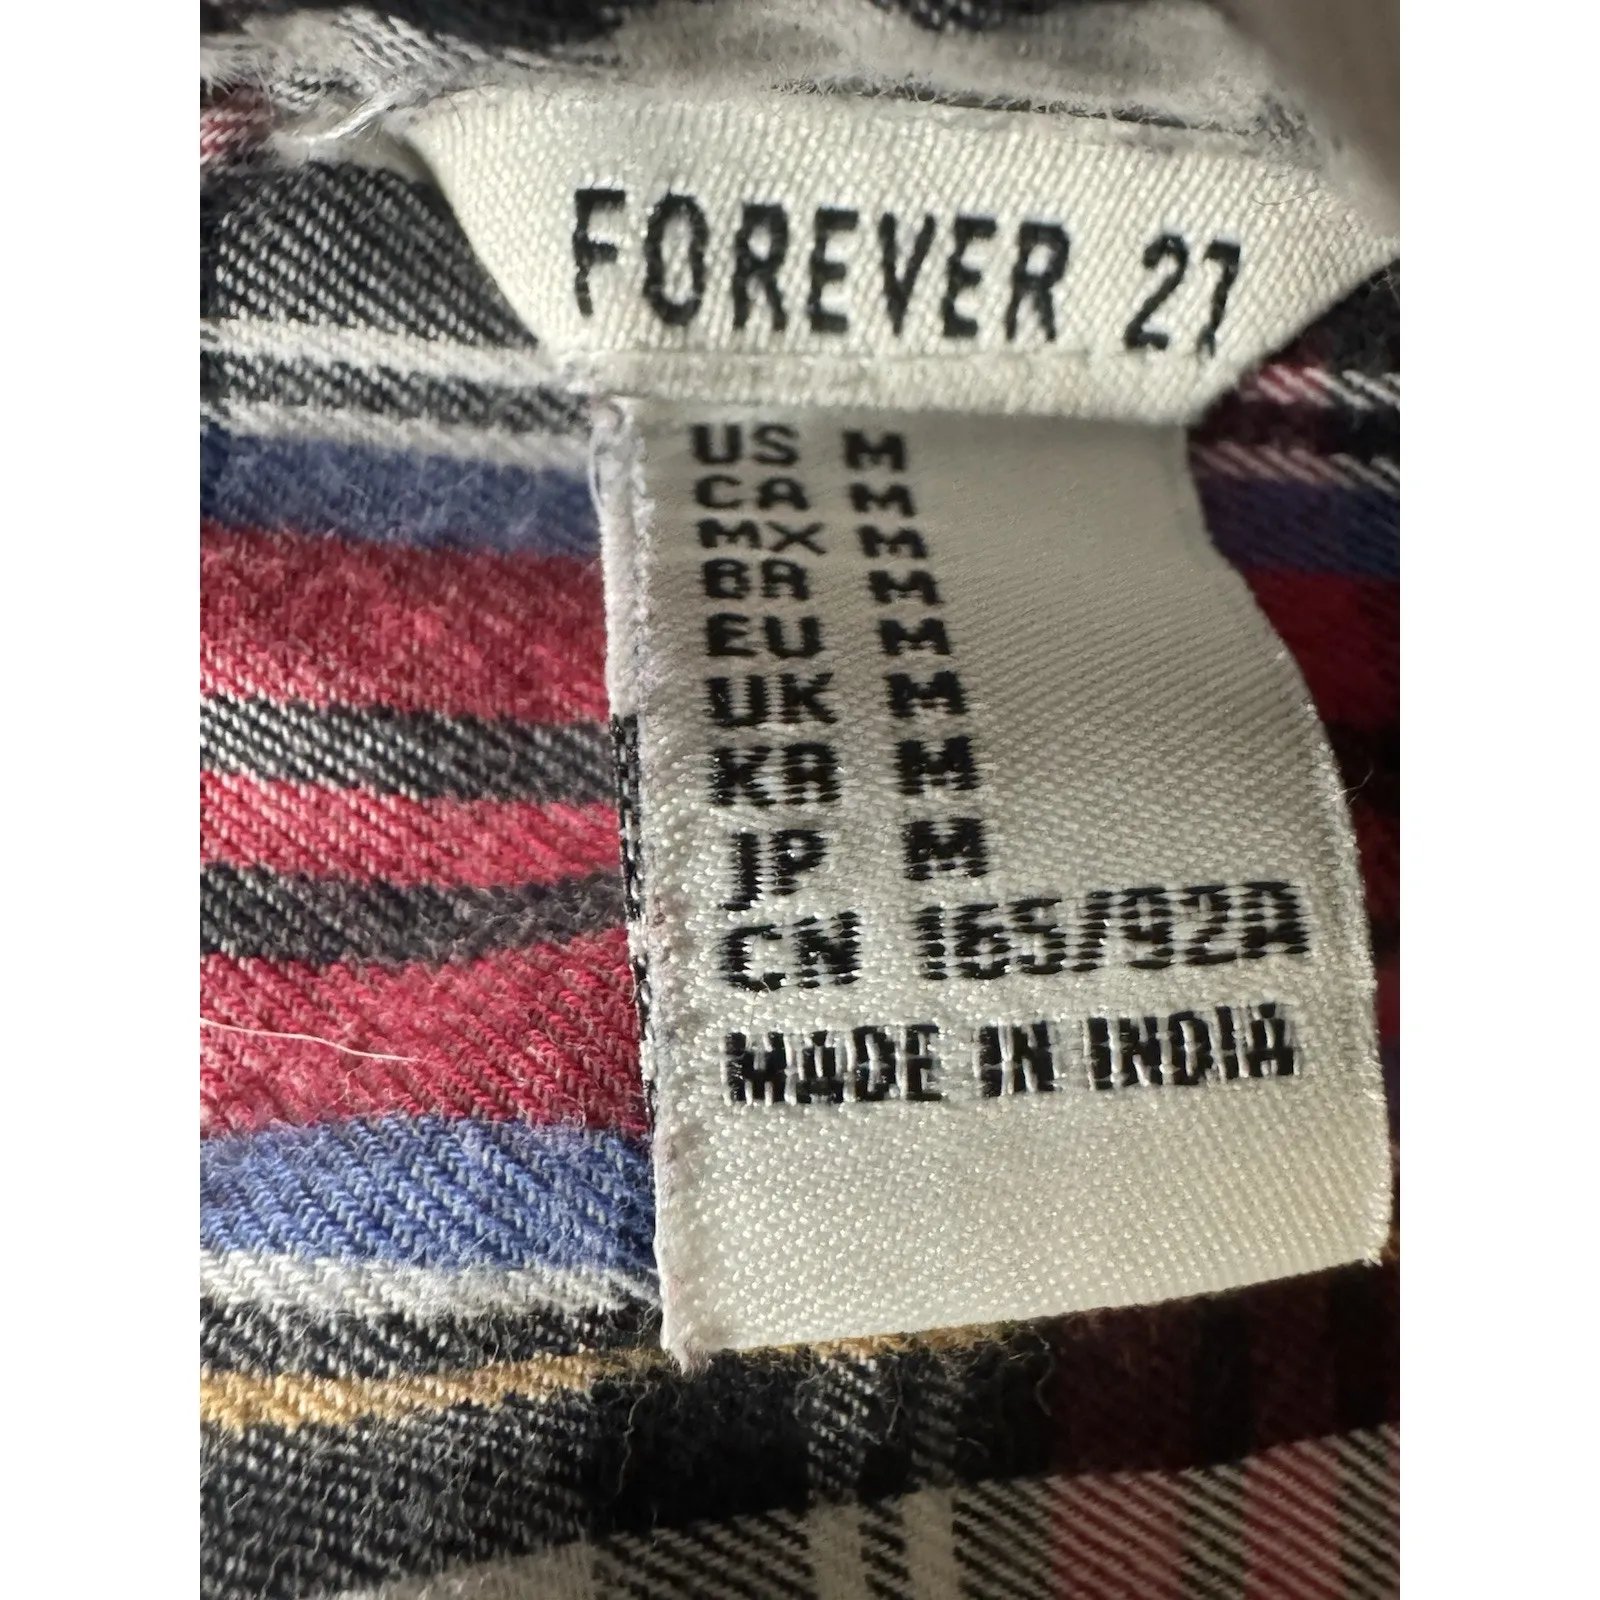 FOREVER 21
US M
CA M
MX M
BR M
EU M
UK M
KR M
JP M
CN 165/92A
MADE IN INDIA